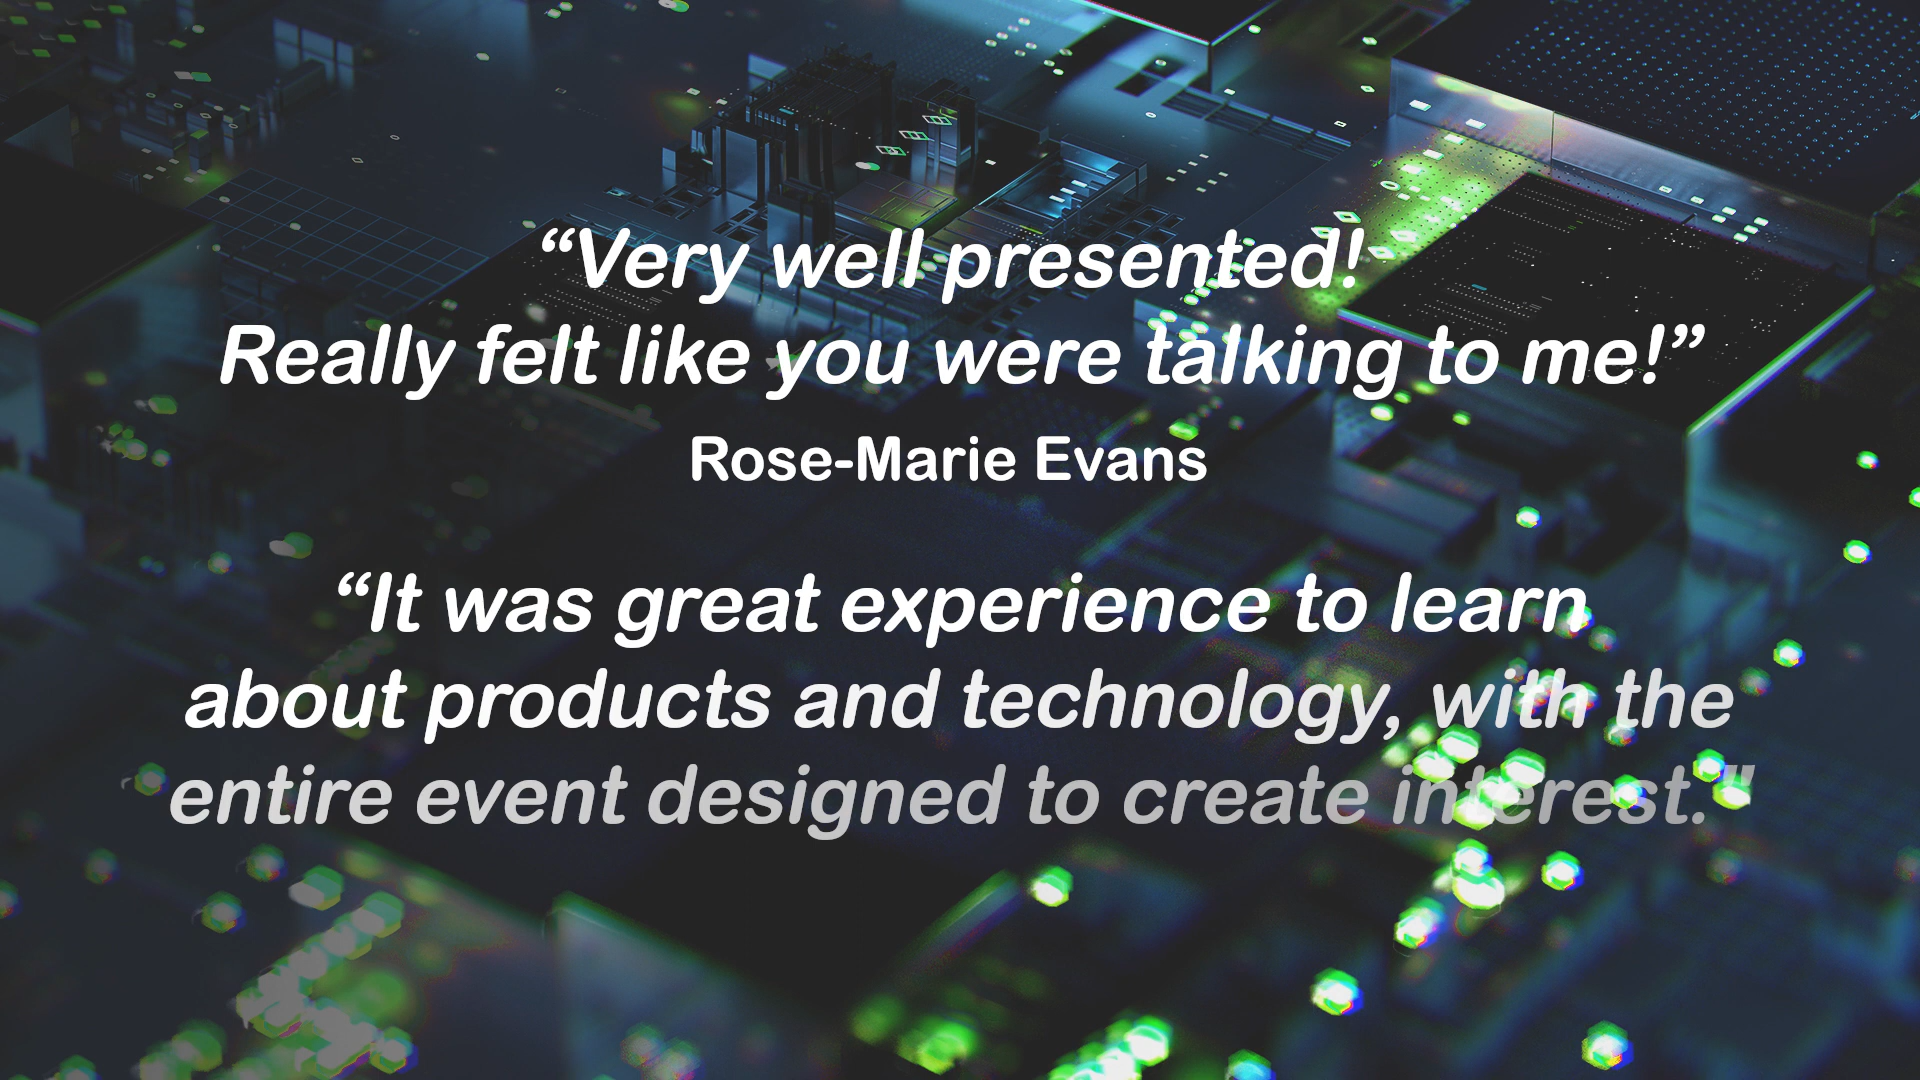 “Very well presented!
Really felt like you were talking to me!”
Rose-Marie Evans
“It was great experience to learn
about products and technology, with the
entire event designed to create interest."